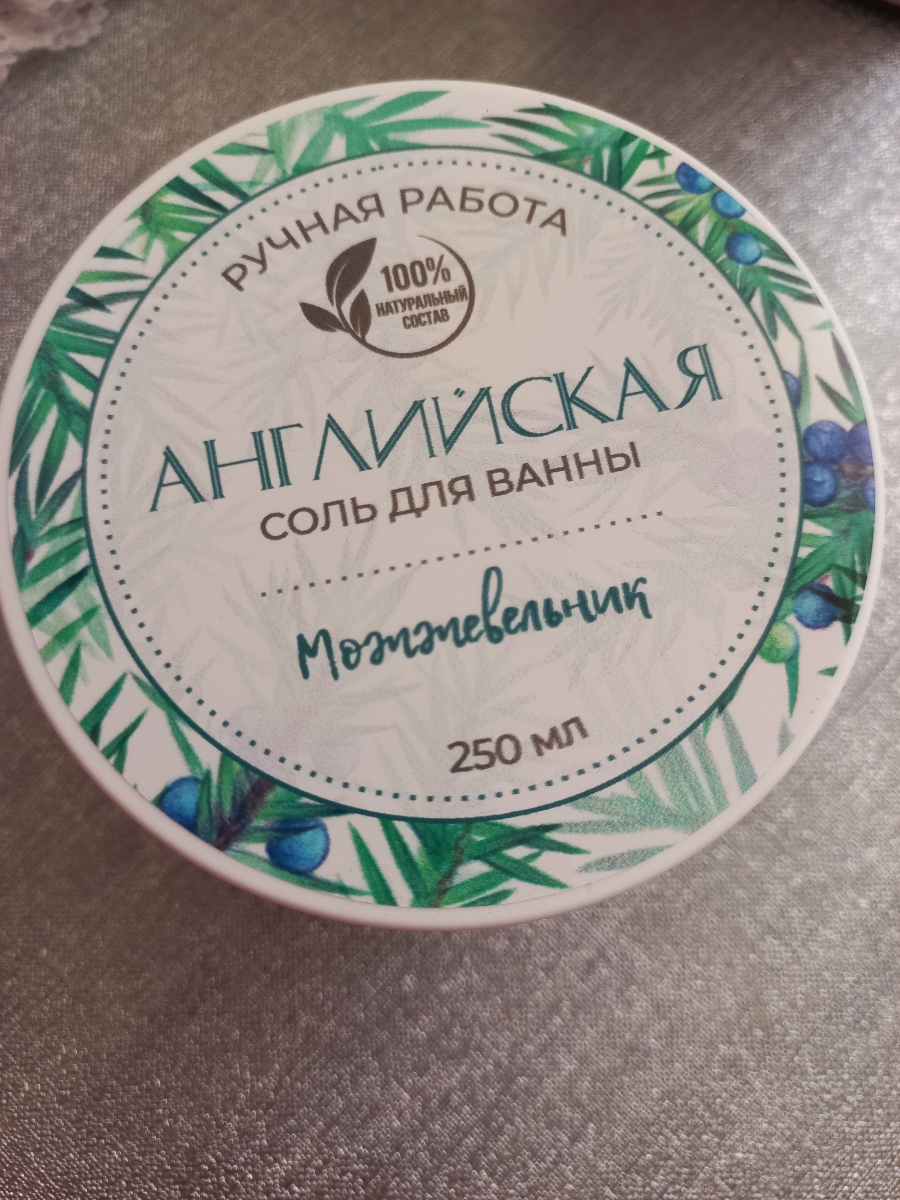 РУЧНАЯ РАБОТА
100%
НАТУРАЛЬНЫЙ
СОСТАВ
АНГЛИЙСКАЯ
СОЛЬ ДЛЯ ВАННЫ
Можжевельник
250 мл